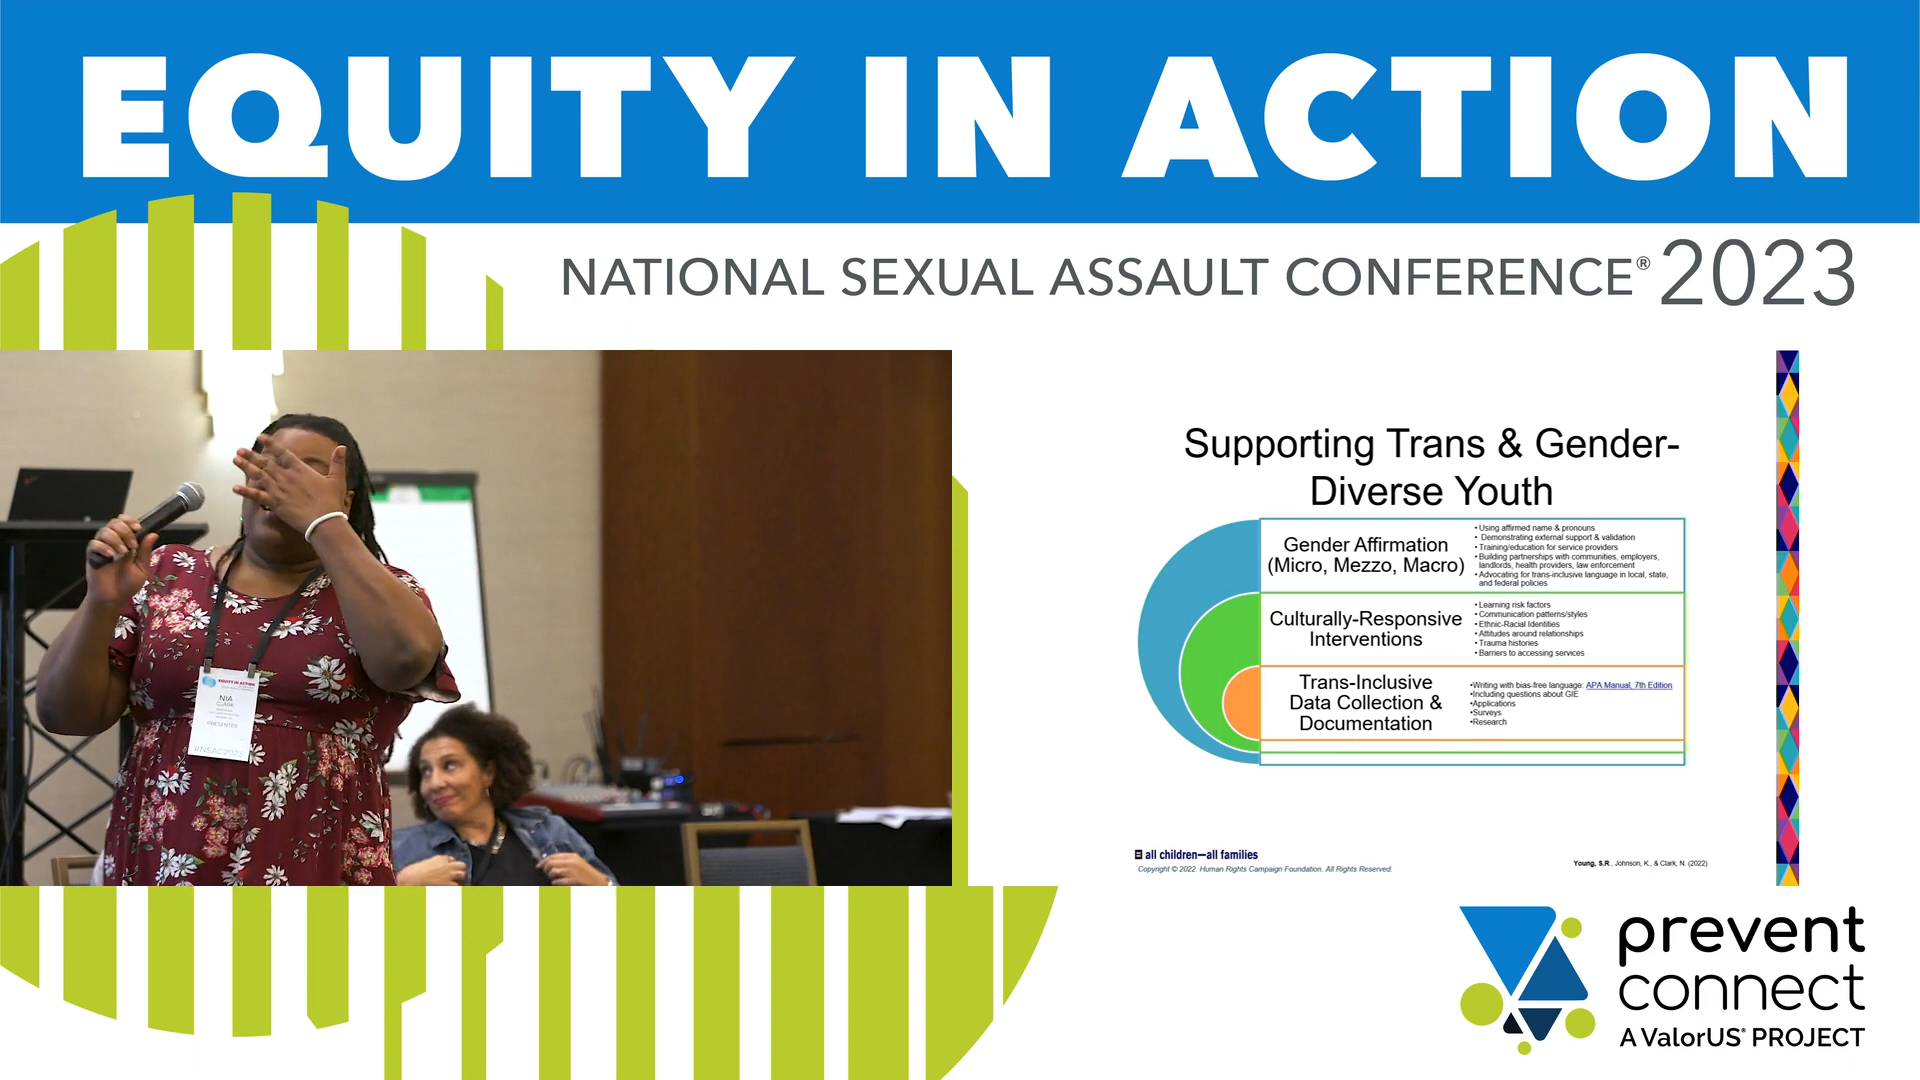 EQUITY IN ACTION
NATIONAL SEXUAL ASSAULT CONFERENCE® 2023
EQUITY IN ACTION
NIA
CLARK
PRESENTER
#NSAC2023
Supporting Trans & Gender-
Diverse Youth
Gender Affirmation
(Micro, Mezzo, Macro)
•Using affirmed name & pronouns
• Demonstrating external support & validation
•Training/education for service providers
•Building partnerships with communities, employers,
landlords, health providers, law enforcement
•Advocating for trans-inclusive language in local, state,
and federal policies
Culturally-Responsive
Interventions
•Learning risk factors
•Communication patterns/styles
•Ethnic-Racial Identities
•Attitudes around relationships
•Trauma histories
•Barriers to accessing services
Trans-Inclusive
Data Collection &
Documentation
•Writing with bias-free language: APA Manual, 7th Edition
•Including questions about GIE
•Applications
•Surveys
•Research
all children—all families
Copyright © 2022. Human Rights Campaign Foundation. All Rights Reserved.
Young, S.R., Johnson, K., & Clark, N. (2022)
prevent
connect
A ValorUS® PROJECT